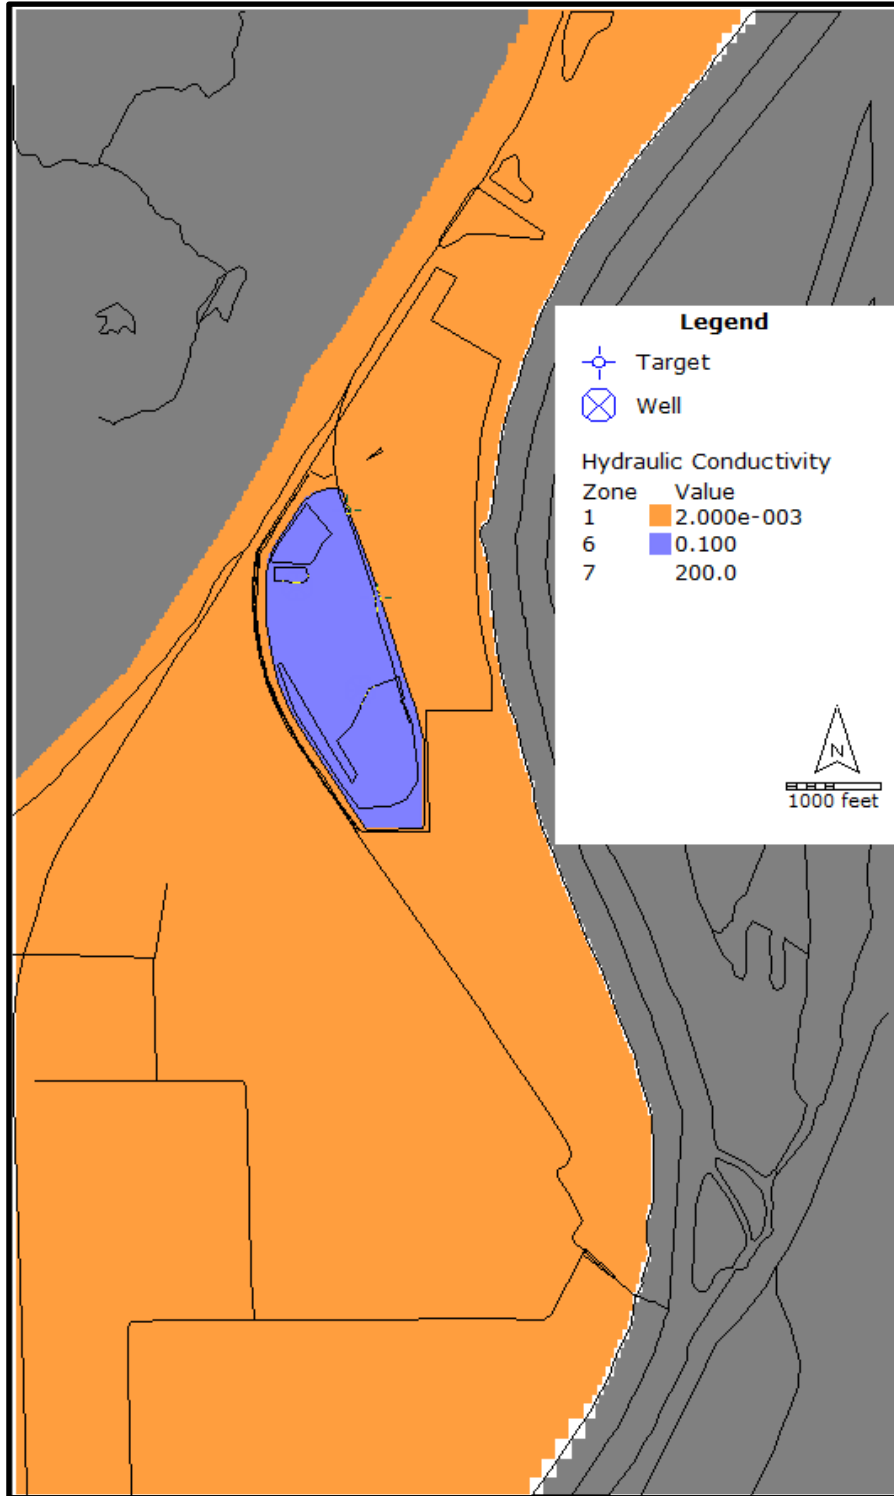 Legend
Target
Well
Hydraulic Conductivity
Zone Value
1 2.000e-003
6 0.100
7 200.0
N
1000 feet